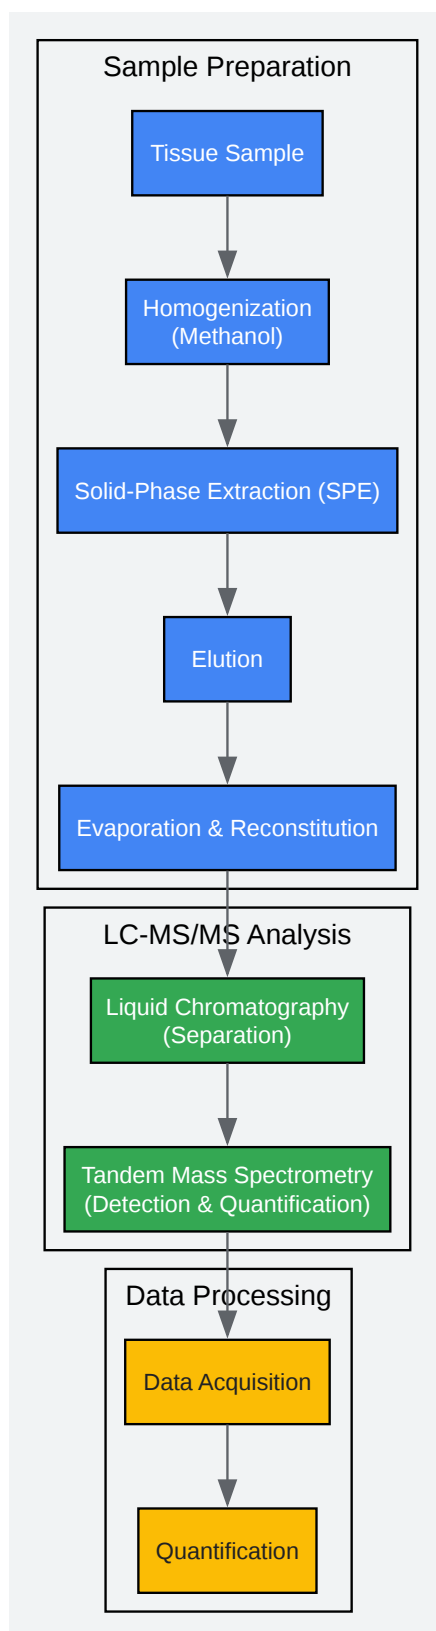 Sample Preparation
Tissue Sample
Homogenization
(Methanol)
Solid-Phase Extraction (SPE)
Elution
Evaporation & Reconstitution
LC-MS/MS Analysis
Liquid Chromatography
(Separation)
Tandem Mass Spectrometry
(Detection & Quantification)
Data Processing
Data Acquisition
Quantification